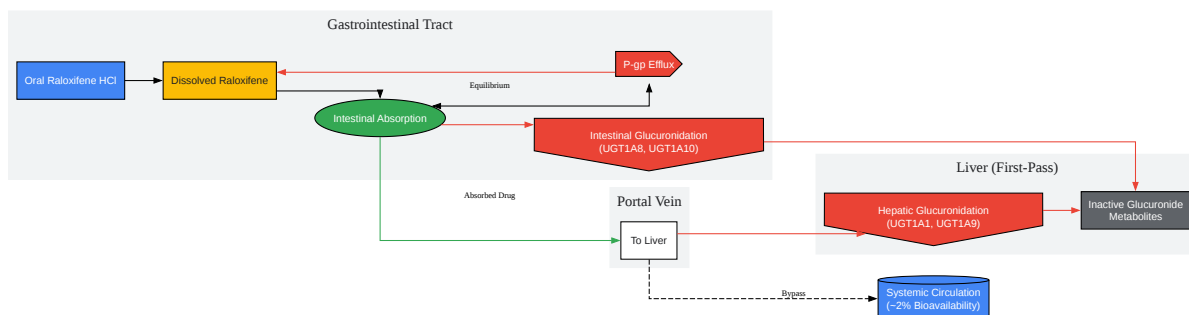 Gastrointestinal Tract
Oral Raloxifene HCl
Dissolved Raloxifene
P-gp Efflux
Equilibrium
Intestinal Absorption
Intestinal Glucuronidation
(UGT1A8, UGT1A10)
Liver (First-Pass)
Absorbed Drug
Portal Vein
To Liver
Hepatic Glucuronidation
(UGT1A1, UGT1A9)
Inactive Glucuronide
Metabolites
Bypass
Systemic Circulation
(~2% Bioavailability)